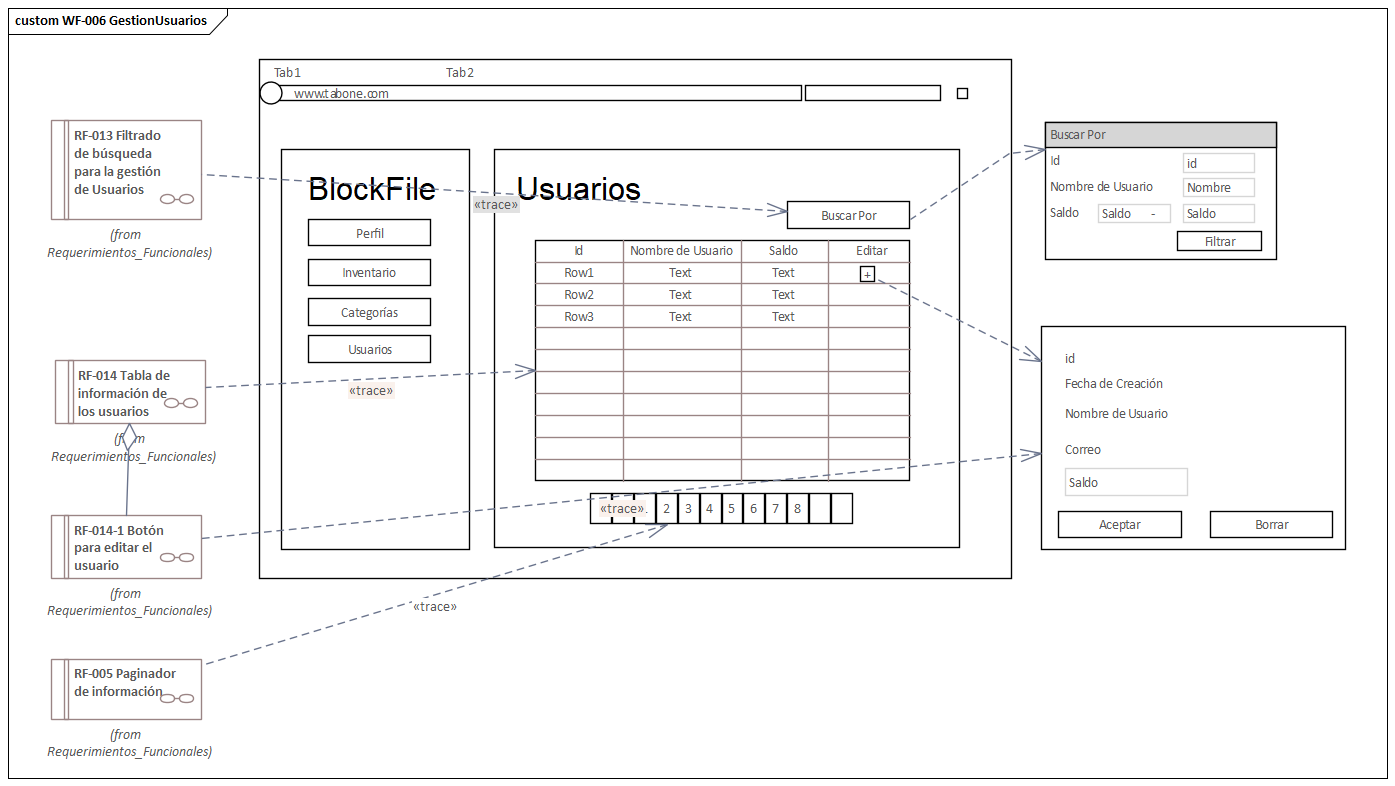 custom WF-006 GestionUsuarios
Tab1
Tab2
www.tabone.com
RF-013 Filtrado
de búsqueda
para la gestión
de Usuarios
(from
Requerimientos_Funcionales)
RF-014 Tabla de
información de
los usuarios
(from
Requerimientos_Funcionales)
RF-014-1 Botón
para editar el
usuario
(from
Requerimientos_Funcionales)
RF-005 Paginador
de información
(from
Requerimientos_Funcionales)
BlockFile
Perfil
Inventario
Categorías
Usuarios
Usuarios
Buscar Por
Id Nombre de Usuario Saldo Editar
Row1 Text Text +
Row2 Text Text
Row3 Text Text
2 3 4 5 6 7 8
«trace»
«trace»
«trace»
«trace»
Buscar Por
Id id
Nombre de Usuario Nombre
Saldo Saldo - Saldo
Filtrar
id
Fecha de Creación
Nombre de Usuario
Correo
Saldo
Aceptar Borrar